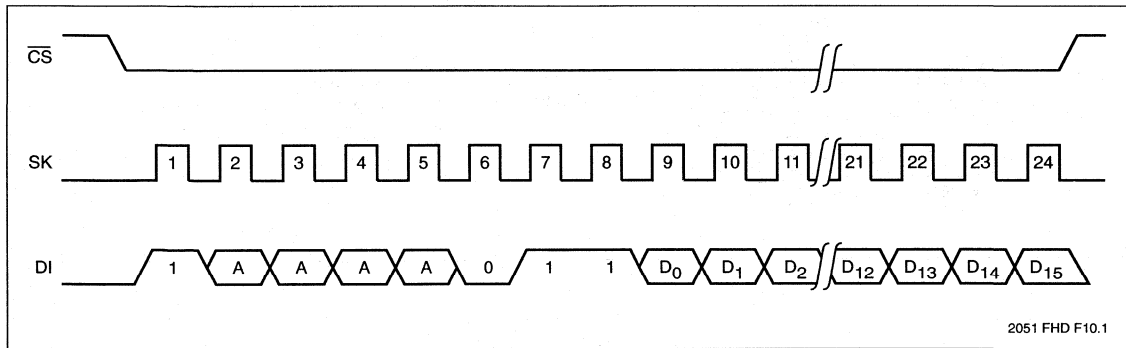 CS
SK 1 2 3 4 5 6 7 8 9 10 11 21 22 23 24
DI 1 A A A A 0 1 1 D0 D1 D2 D12 D13 D14 D15
2051 FHD F10.1